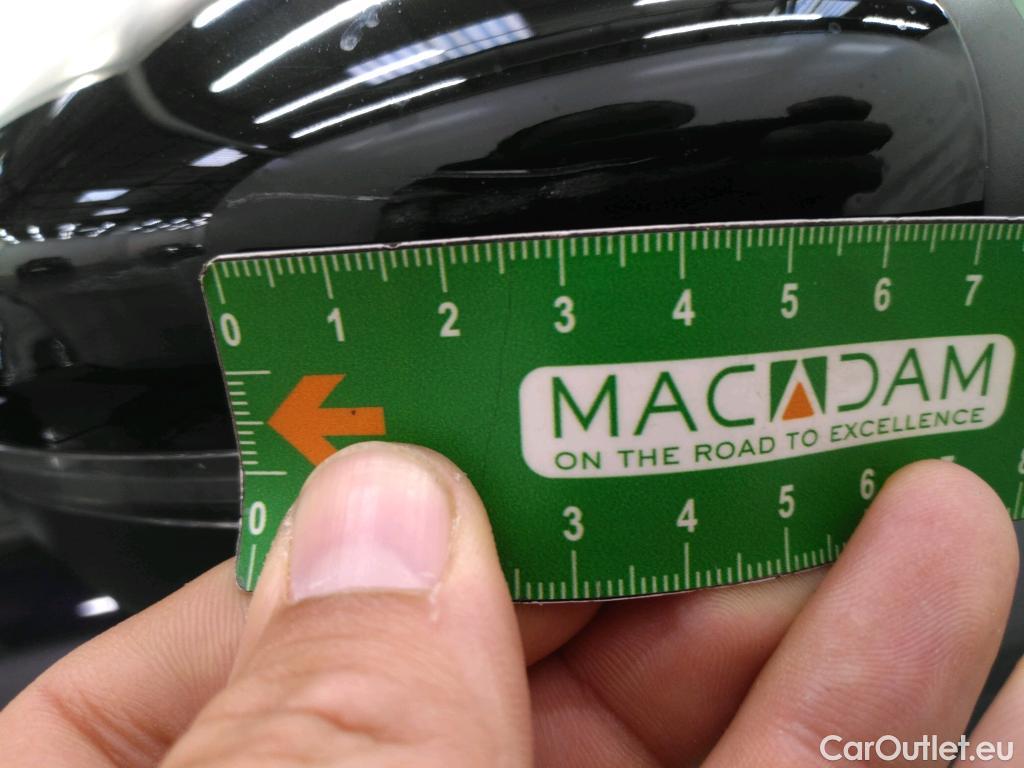 0 1 2 3 4 5 6 7
MACADAM
ON THE ROAD TO EXCELLENCE
0 3 4 5 6
CarOutlet.eu